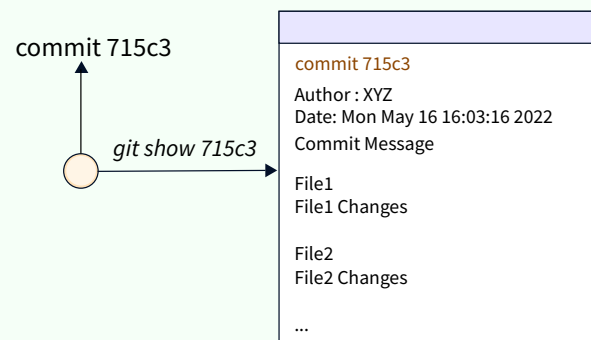 commit 715c3
git show 715c3
commit 715c3
Author : XYZ
Date: Mon May 16 16:03:16 2022
Commit Message
File1
File1 Changes
File2
File2 Changes
...